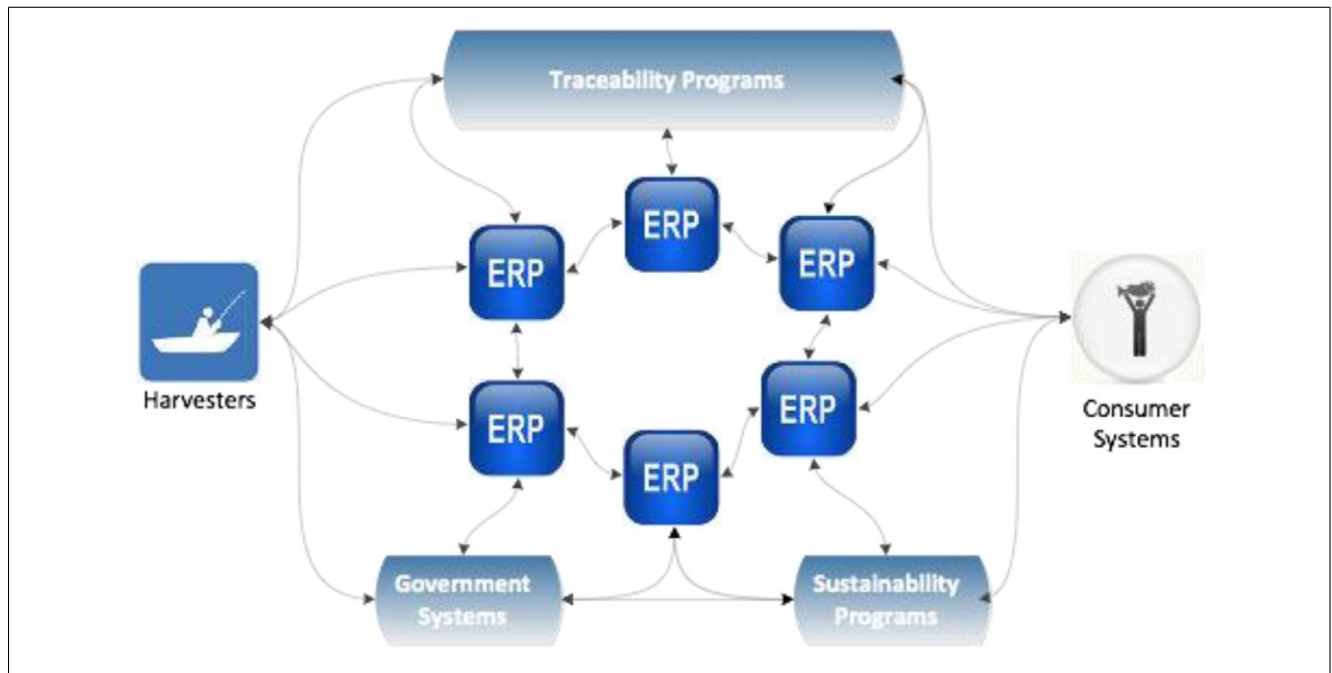 Traceability Programs
ERP
ERP
ERP
Harvesters
ERP
ERP
ERP
Consumer
Systems
Government
Systems
Sustainability
Programs